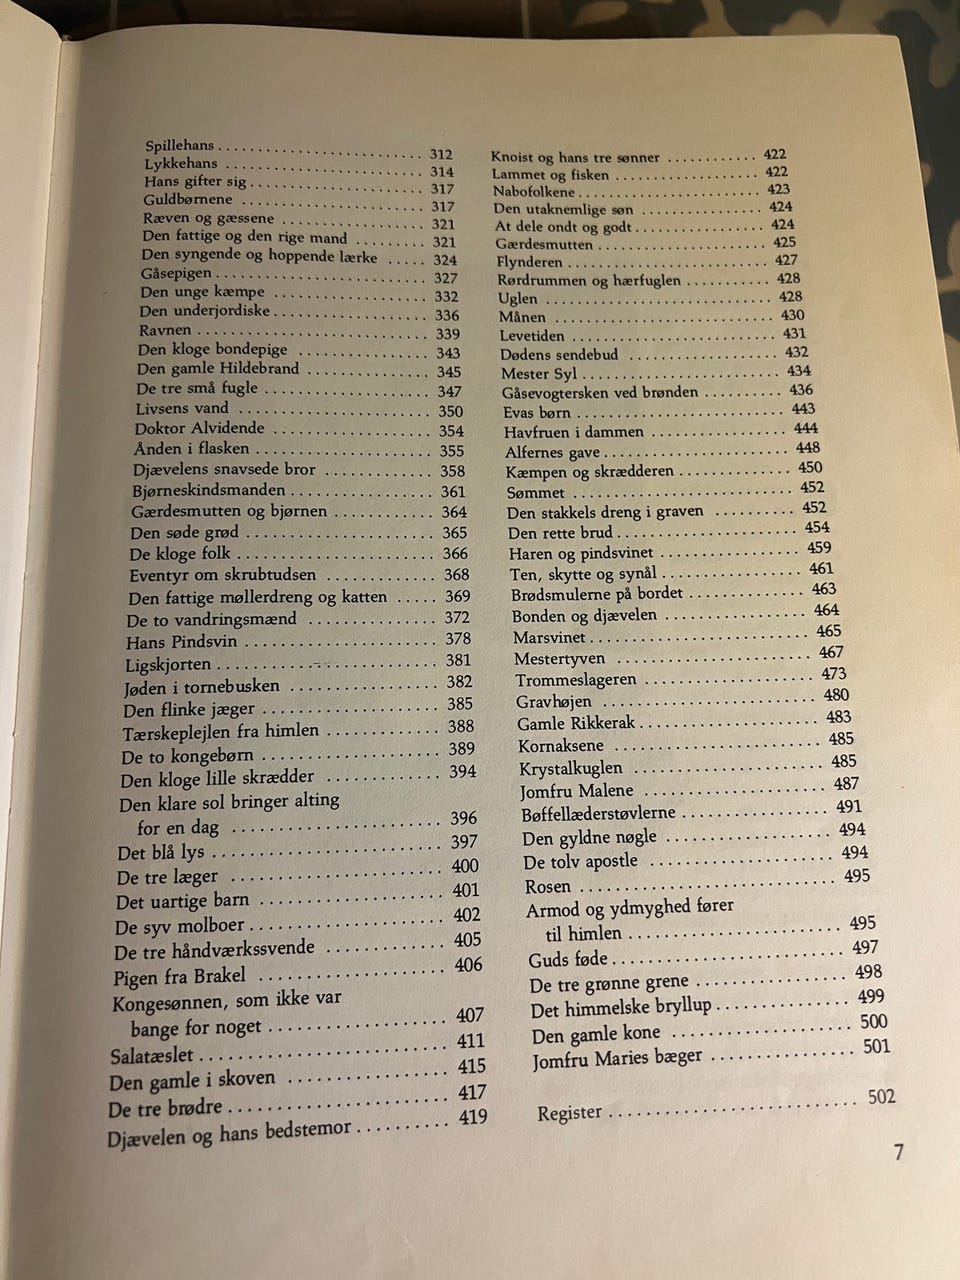 Spillehans . . . . . . . . . . . . . . . . . . . . . . . . . . 312
Lykkehans . . . . . . . . . . . . . . . . . . . . . . . . . 314
Hans gifter sig . . . . . . . . . . . . . . . . . . . . . . 317
Guldbørnene . . . . . . . . . . . . . . . . . . . . . . . 317
Ræven og gæssene . . . . . . . . . . . . . . . . . . 321
Den fattige og den rige mand . . . . . . . . . 321
Den syngende og hoppende lærke . . . . . 324
Gåsepigen . . . . . . . . . . . . . . . . . . . . . . . . . . 327
Den unge kæmpe . . . . . . . . . . . . . . . . . . . 332
Den underjordiske . . . . . . . . . . . . . . . . . . . 336
Ravnen . . . . . . . . . . . . . . . . . . . . . . . . . . . . . 339
Den kloge bondepige . . . . . . . . . . . . . . . . 343
Den gamle Hildebrand . . . . . . . . . . . . . . . 345
De tre små fugle . . . . . . . . . . . . . . . . . . . . . 347
Livsens vand . . . . . . . . . . . . . . . . . . . . . . . . 350
Doktor Alvidende . . . . . . . . . . . . . . . . . . . . 354
Ånden i flasken . . . . . . . . . . . . . . . . . . . . . . 355
Djævelens snavsede bror . . . . . . . . . . . . . 358
Bjørneskindsmanden . . . . . . . . . . . . . . . . . 361
Gærdesmutten og bjørnen . . . . . . . . . . . . 364
Den søde grød . . . . . . . . . . . . . . . . . . . . . . . 365
De kloge folk . . . . . . . . . . . . . . . . . . . . . . . . 366
Eventyr om skrubtudsen . . . . . . . . . . . . . 368
Den fattige møllerdreng og katten . . . . . 369
De to vandringsmænd . . . . . . . . . . . . . . . 372
Hans Pindsvin . . . . . . . . . . . . . . . . . . . . . . . 378
Ligskjorten . . . . . . . . . . . . . . . . . . . . . . . . . . 381
Jøden i tornebusken . . . . . . . . . . . . . . . . . 382
Den flinke jæger . . . . . . . . . . . . . . . . . . . . . 385
Tærskeplejlen fra himlen . . . . . . . . . . . . . 388
De to kongebørn . . . . . . . . . . . . . . . . . . . . . 389
Den kloge lille skrædder . . . . . . . . . . . . . 394
Den klare sol bringer alting
for en dag . . . . . . . . . . . . . . . . . . . . . . . . 396
Det blå lys . . . . . . . . . . . . . . . . . . . . . . . . . . 397
De tre læger . . . . . . . . . . . . . . . . . . . . . . . . 400
Det uartige barn . . . . . . . . . . . . . . . . . . . . 401
De syv molboer . . . . . . . . . . . . . . . . . . . . . . 402
De tre håndværkssvende . . . . . . . . . . . . . 405
Pigen fra Brakel . . . . . . . . . . . . . . . . . . . . . 406
Kongesønnen, som ikke var
bange for noget . . . . . . . . . . . . . . . . . . . . 407
Salatæslet . . . . . . . . . . . . . . . . . . . . . . . . . . . 411
Den gamle i skoven . . . . . . . . . . . . . . . . . . 415
De tre brødre . . . . . . . . . . . . . . . . . . . . . . . . 417
Djævelen og hans bedstemor . . . . . . . . . . 419
Knoist og hans tre sønner . . . . . . . . . . . . 422
Lammet og fisken . . . . . . . . . . . . . . . . . . . 422
Nabofolkene . . . . . . . . . . . . . . . . . . . . . . . . 423
Den utaknemlige søn . . . . . . . . . . . . . . . . 424
At dele ondt og godt . . . . . . . . . . . . . . . . . 424
Gærdesmutten . . . . . . . . . . . . . . . . . . . . . . 425
Flynderen . . . . . . . . . . . . . . . . . . . . . . . . . . . 427
Rørdrummen og hærfuglen . . . . . . . . . . . 428
Uglen . . . . . . . . . . . . . . . . . . . . . . . . . . . . . 428
Månen . . . . . . . . . . . . . . . . . . . . . . . . . . . . 430
Levetiden . . . . . . . . . . . . . . . . . . . . . . . . . . 431
Dødens sendebud . . . . . . . . . . . . . . . . . . . 432
Mester Syl . . . . . . . . . . . . . . . . . . . . . . . . . . 434
Gåsevogtersken ved brønden . . . . . . . . . . 436
Evas børn . . . . . . . . . . . . . . . . . . . . . . . . . . . 443
Havfruen i dammen . . . . . . . . . . . . . . . . . 444
Alfernes gave . . . . . . . . . . . . . . . . . . . . . . . . 448
Kæmpen og skrædderen . . . . . . . . . . . . . . 450
Sømmet . . . . . . . . . . . . . . . . . . . . . . . . . . . . 452
Den stakkels dreng i graven . . . . . . . . . . 452
Den rette brud . . . . . . . . . . . . . . . . . . . . . . . 454
Haren og pindsvinet . . . . . . . . . . . . . . . . . . 459
Ten, skytte og synål . . . . . . . . . . . . . . . . . . 461
Brødsmulerne på bordet . . . . . . . . . . . . . . . 463
Bonden og djævelen . . . . . . . . . . . . . . . . . . 464
Marsvinet . . . . . . . . . . . . . . . . . . . . . . . . . . . 465
Mestertyven . . . . . . . . . . . . . . . . . . . . . . . . . 467
Trommeslageren . . . . . . . . . . . . . . . . . . . . . 473
Gravhøjen . . . . . . . . . . . . . . . . . . . . . . . . . . . 480
Gamle Rikkerak . . . . . . . . . . . . . . . . . . . . . . 483
Kornaksene . . . . . . . . . . . . . . . . . . . . . . . . . 485
Krystalkuglen . . . . . . . . . . . . . . . . . . . . . . . . 485
Jomfru Malene . . . . . . . . . . . . . . . . . . . . . . 487
Bøffellæderstøvlerne . . . . . . . . . . . . . . . . . . 491
Den gyldne nøgle . . . . . . . . . . . . . . . . . . . . 494
De tolv apostle . . . . . . . . . . . . . . . . . . . . . . 494
Rosen . . . . . . . . . . . . . . . . . . . . . . . . . . . . . . 495
Armod og ydmyghed fører
til himlen . . . . . . . . . . . . . . . . . . . . . . . . . 495
Guds føde . . . . . . . . . . . . . . . . . . . . . . . . . . . 497
De tre grønne grene . . . . . . . . . . . . . . . . . . 498
Det himmelske bryllup . . . . . . . . . . . . . . . . 499
Den gamle kone . . . . . . . . . . . . . . . . . . . . . 500
Jomfru Maries bæger . . . . . . . . . . . . . . . . . 501
Register . . . . . . . . . . . . . . . . . . . . . . . . . . . . 502
7